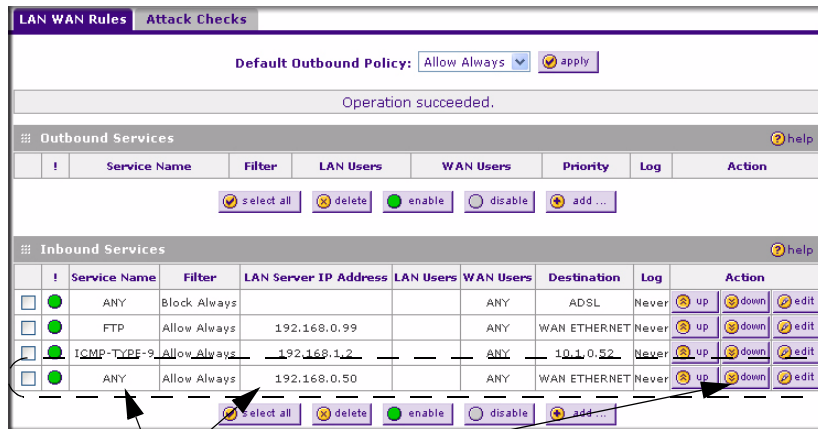 LAN WAN Rules Attack Checks
Default Outbound Policy: Allow Always apply
Operation succeeded.
Outbound Services help
! Service Name Filter LAN Users WAN Users Priority Log Action
select all delete enable disable add ...
Inbound Services help
! Service Name Filter LAN Server IP Address LAN Users WAN Users Destination Log Action
ANY Block Always ANY ADSL Never up down edit
FTP Allow Always 192.168.0.99 WAN ETHERNET Never up down edit
ICMP-TYPE-9 Allow Always 192.168.1.2 ANY 10.1.0.52 Never up down edit
ANY Allow Always 192.168.0.50 ANY WAN ETHERNET Never up down edit
select all delete enable disable add ...